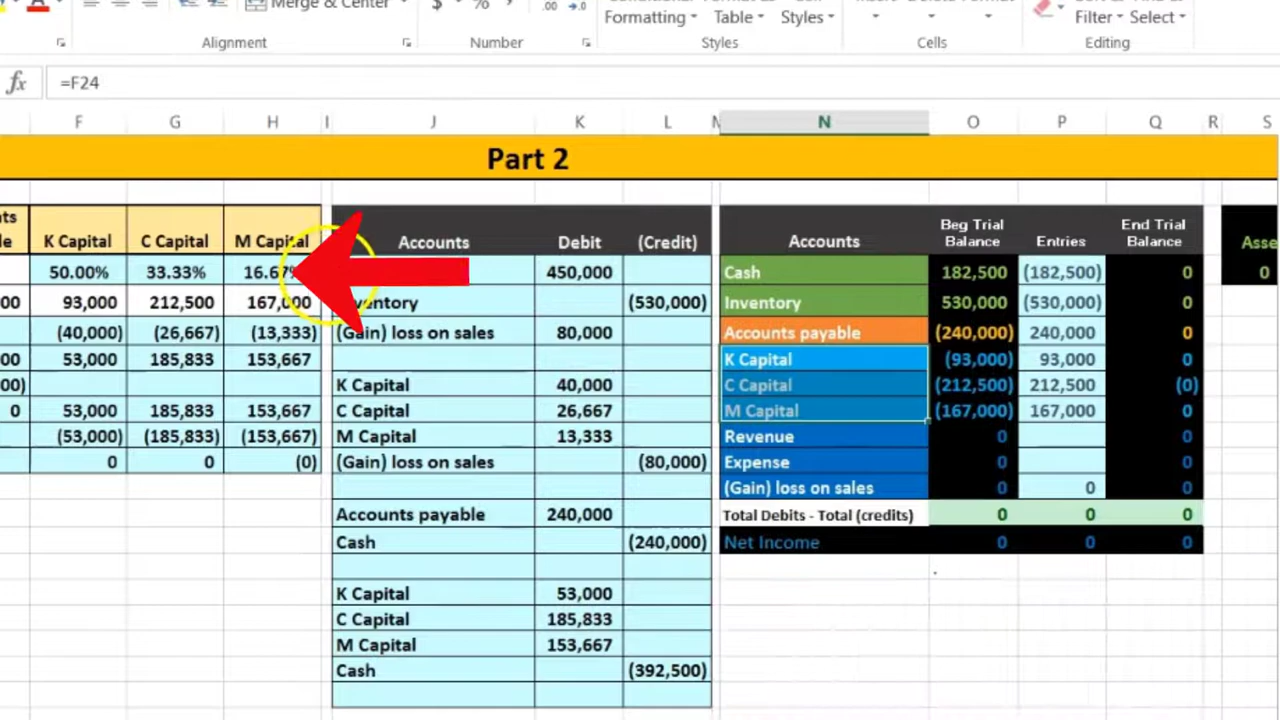 Merge & Center $ % ,
Formatting Table Styles
Filter Select
Alignment Number Styles Cells Editing
fx =F24
F G H I J K L N O P Q R S
Part 2
K Capital C Capital M Capital
50.00% 33.33% 16.67%
93,000 212,500 167,000
(40,000) (26,667) (13,333)
53,000 185,833 153,667
0 53,000 185,833 153,667
(53,000) (185,833) (153,667)
0 0 (0)
Accounts Debit (Credit)
450,000
Inventory (530,000)
(Gain) loss on sales 80,000
K Capital 40,000
C Capital 26,667
M Capital 13,333
(Gain) loss on sales (80,000)
Accounts payable 240,000
Cash (240,000)
K Capital 53,000
C Capital 185,833
M Capital 153,667
Cash (392,500)
Beg Trial End Trial
Accounts Balance Entries Balance
Cash 182,500 (182,500) 0
Inventory 530,000 (530,000) 0
Accounts payable (240,000) 240,000 0
K Capital (93,000) 93,000 0
C Capital (212,500) 212,500 (0)
M Capital (167,000) 167,000 0
Revenue 0 0
Expense 0 0
(Gain) loss on sales 0 0 0
Total Debits - Total (credits) 0 0 0
Net Income 0 0 0
0